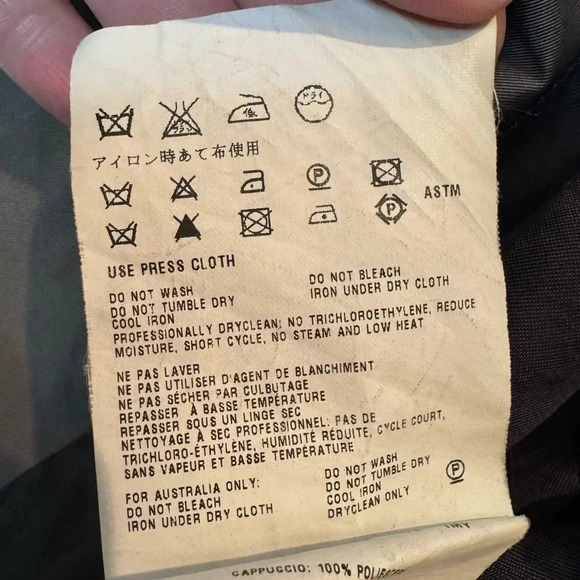 低
ドライ
アイロン時あて布使用
P
ASTM
P
USE PRESS CLOTH
DO NOT WASH
DO NOT TUMBLE DRY
COOL IRON
DO NOT BLEACH
IRON UNDER DRY CLOTH
PROFESSIONALLY DRYCLEAN; NO TRICHLOROETHYLENE, REDUCE
MOISTURE, SHORT CYCLE, NO STEAM AND LOW HEAT
NE PAS LAVER
NE PAS UTILISER D'AGENT DE BLANCHIMENT
NE PAS SÉCHER PAR CULBUTAGE
REPASSER À BASSE TEMPÉRATURE
REPASSER SOUS UN LINGE SEC
NETTOYAGE À SEC PROFESSIONNEL: PAS DE
TRICHLORO-ÉTHYLÈNE, HUMIDITÉ RÉDUITE, CYCLE COURT,
SANS VAPEUR ET BASSE TEMPÉRATURE
FOR AUSTRALIA ONLY:
DO NOT BLEACH
IRON UNDER DRY CLOTH
DO NOT WASH
DO NOT TUMBLE DRY
COOL IRON
DRYCLEAN ONLY
P
CAPPUCCIO: 100%